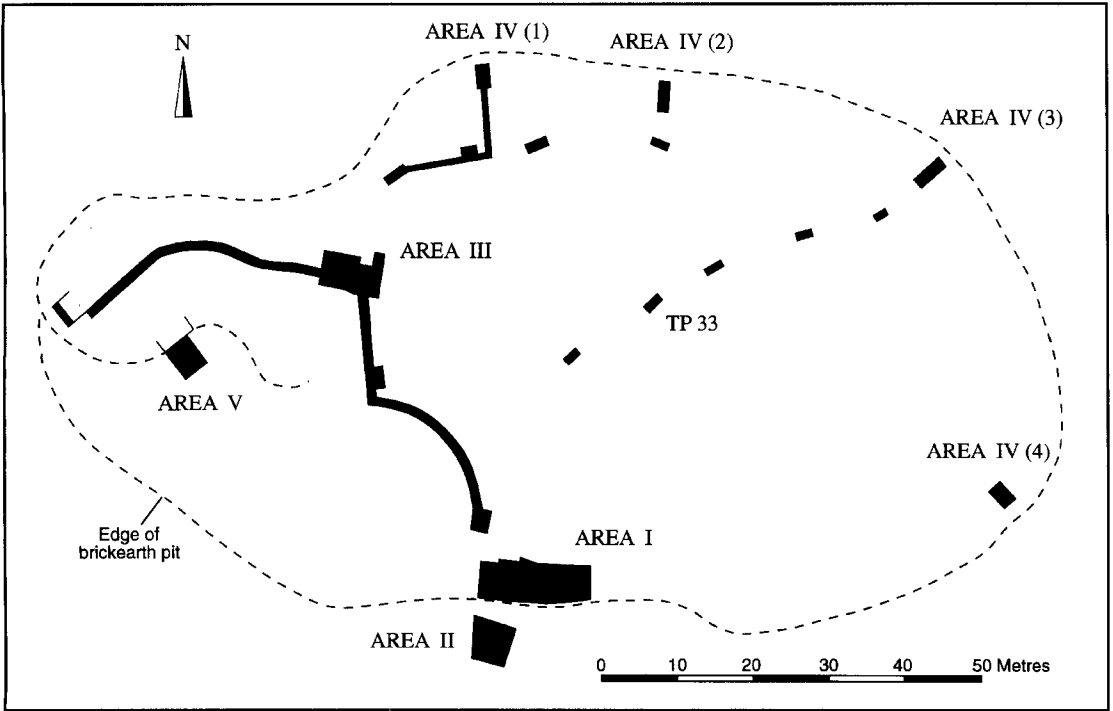 AREA IV (1)
AREA IV (2)
N
AREA IV (3)
AREA III
TP 33
AREA V
AREA IV (4)
Edge of
brickearth pit
AREA I
AREA II
0 10 20 30 40 50 Metres